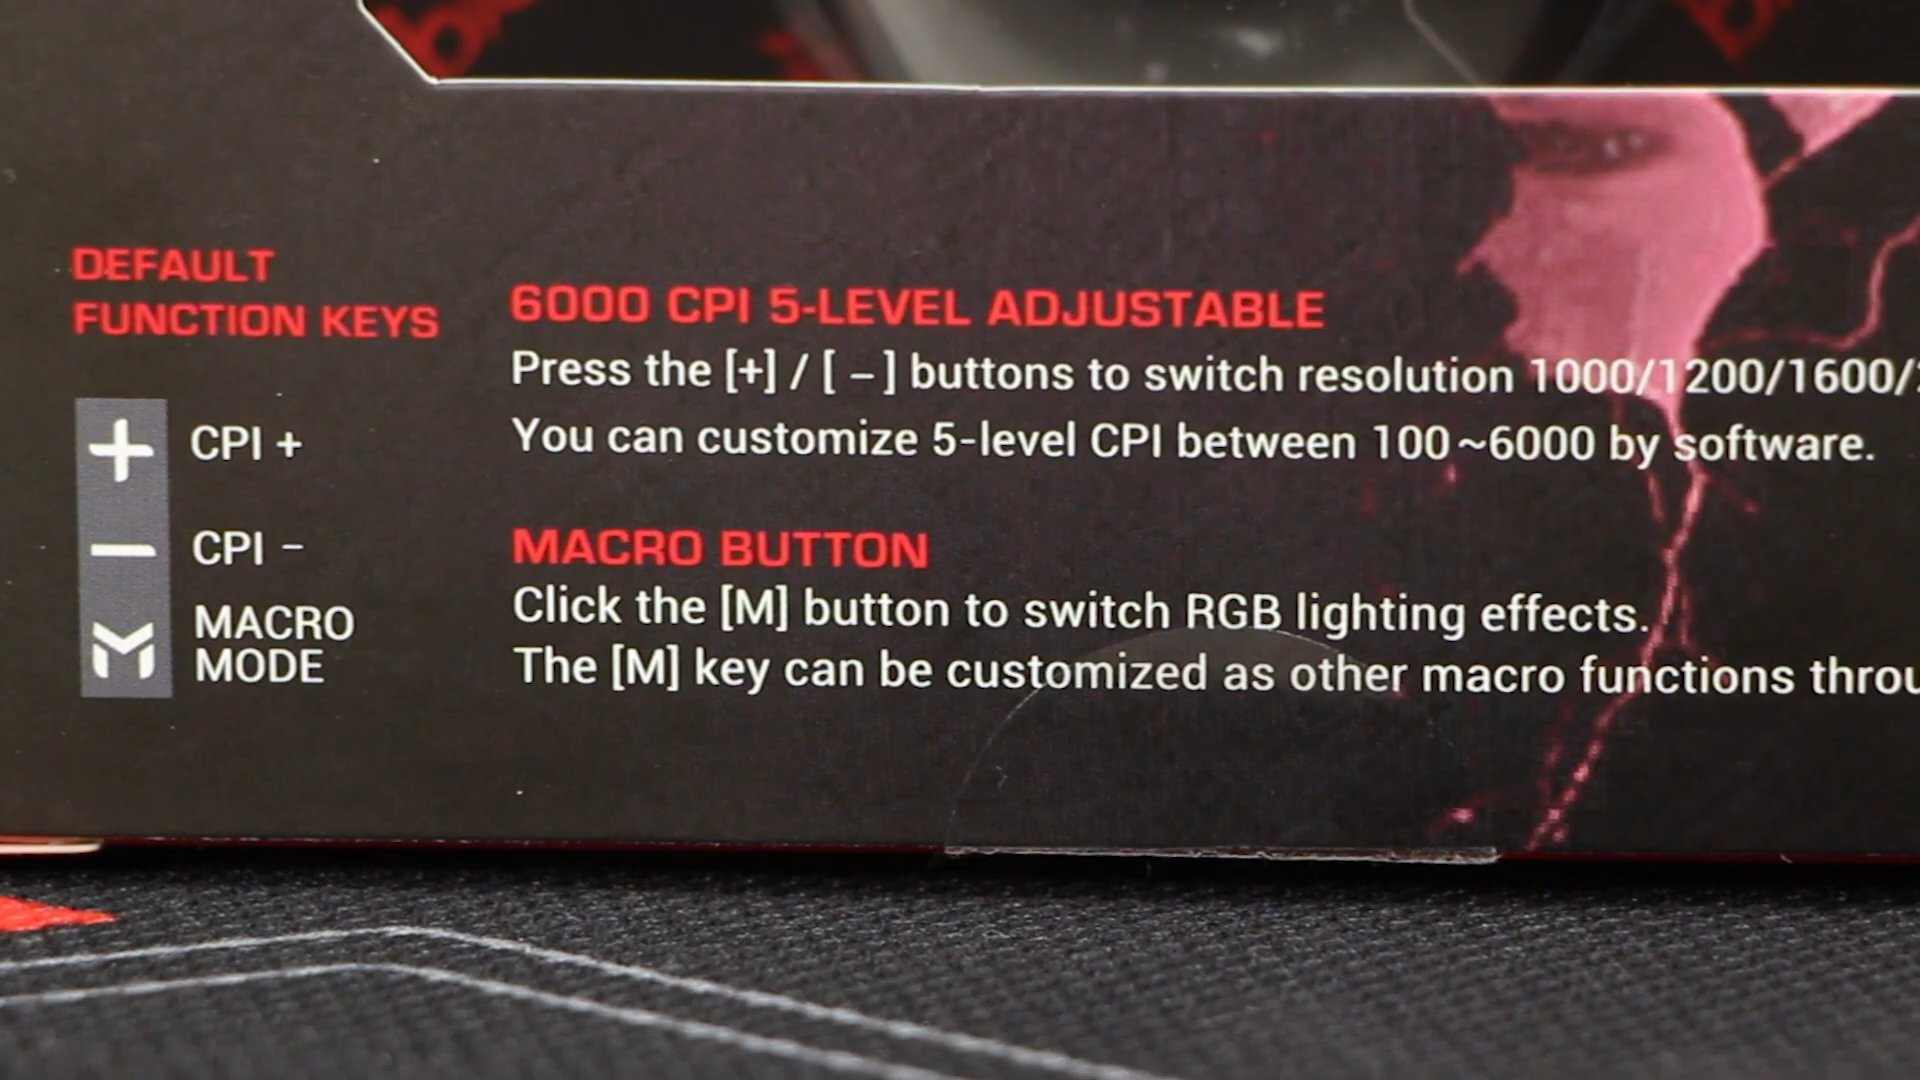 DEFAULT
FUNCTION KEYS
+ CPI +
− CPI −
M MACRO
MODE
6000 CPI 5-LEVEL ADJUSTABLE
Press the [+] / [ − ] buttons to switch resolution 1000/1200/1600/
You can customize 5-level CPI between 100~6000 by software.
MACRO BUTTON
Click the [M] button to switch RGB lighting effects.
The [M] key can be customized as other macro functions throu